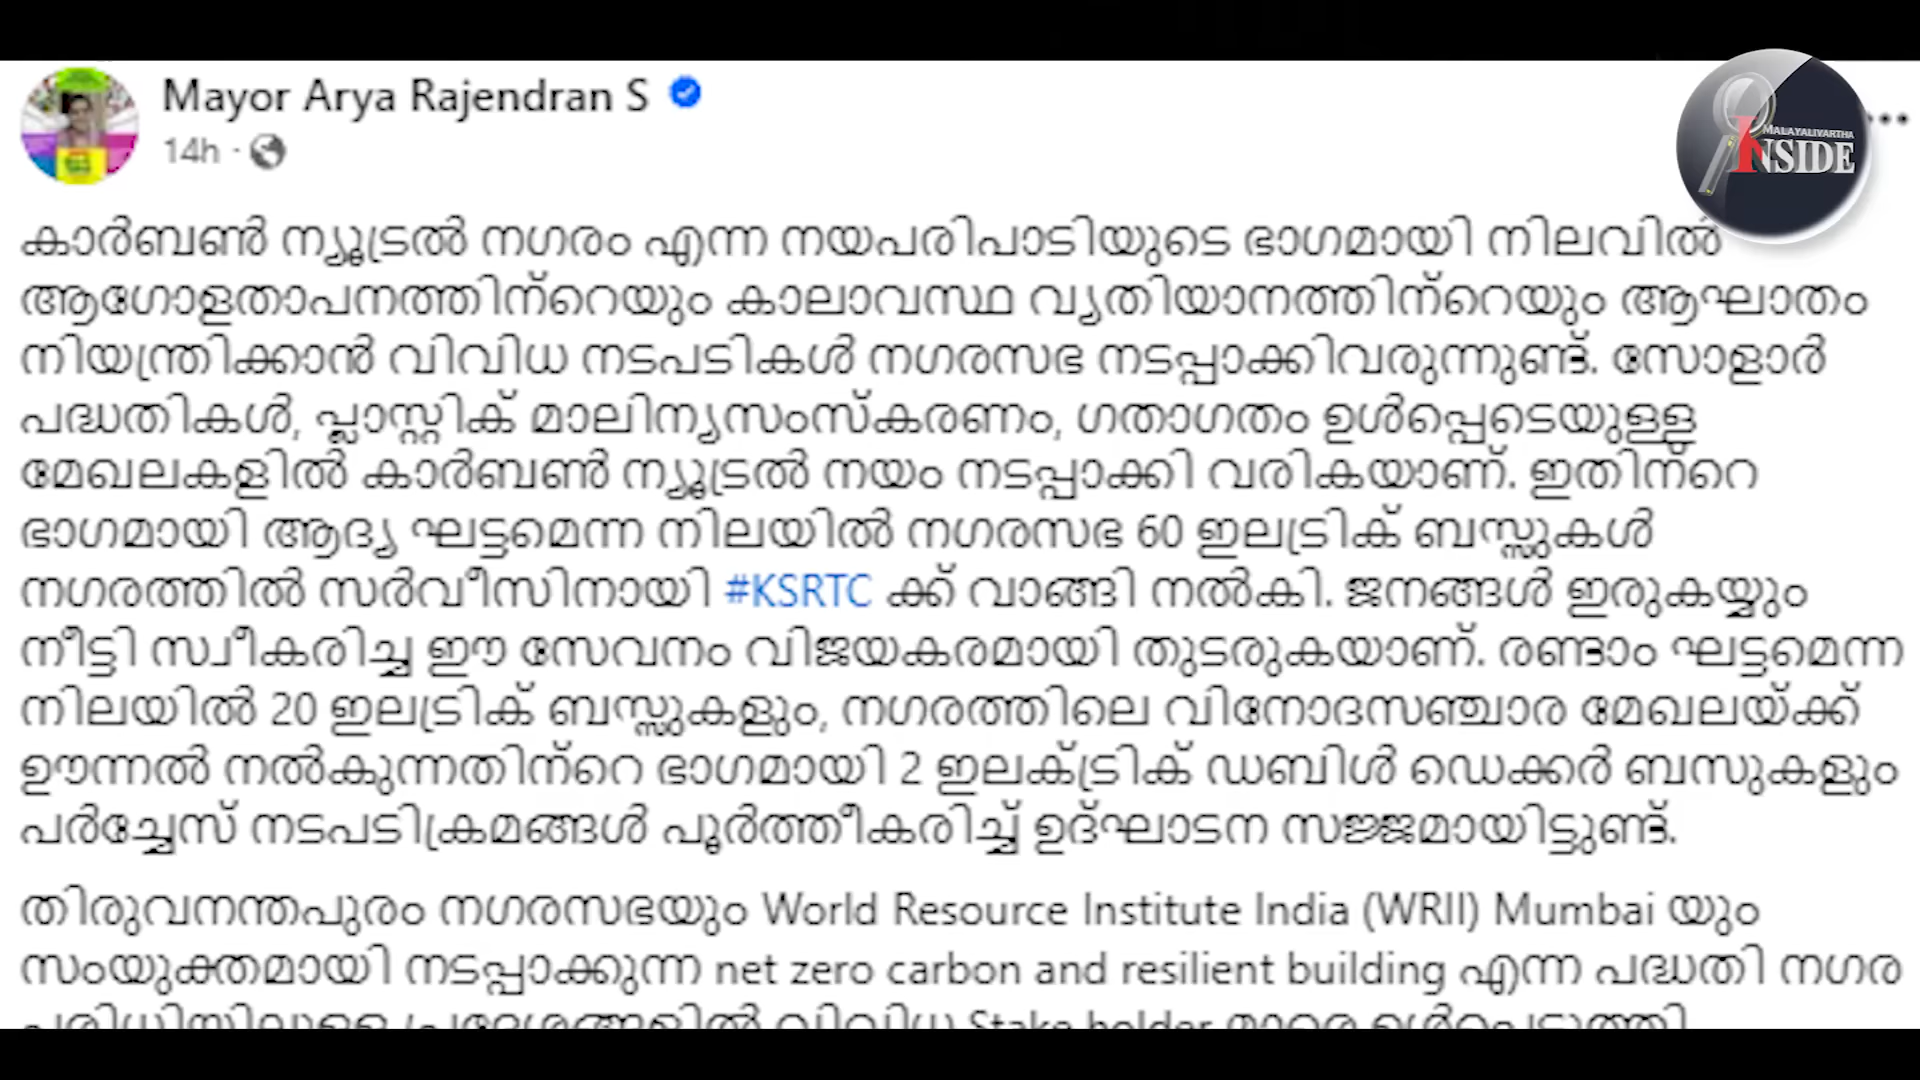 Mayor Arya Rajendran S
14h
MALAYALIVARTHA
INSIDE
കാർബൺ ന്യൂട്രൽ നഗരം എന്ന നയപരിപാടിയുടെ ഭാഗമായി നിലവിൽ
ആഗോളതാപനത്തിന്റെയും കാലാവസ്ഥ വ്യതിയാനത്തിന്റെയും ആഘാതം
നിയന്ത്രിക്കാൻ വിവിധ നടപടികൾ നഗരസഭ നടപ്പാക്കിവരുന്നുണ്ട്. സോളാർ
പദ്ധതികൾ, പ്ലാസ്റ്റിക് മാലിന്യസംസ്കരണം, ഗതാഗതം ഉൾപ്പെടെയുള്ള
മേഖലകളിൽ കാർബൺ ന്യൂട്രൽ നയം നടപ്പാക്കി വരികയാണ്. ഇതിന്റെ
ഭാഗമായി ആദ്യ ഘട്ടമെന്ന നിലയിൽ നഗരസഭ 60 ഇലട്രിക് ബസ്സുകൾ
നഗരത്തിൽ സർവീസിനായി #KSRTC ക്ക് വാങ്ങി നൽകി. ജനങ്ങൾ ഇരുകയ്യും
നീട്ടി സ്വീകരിച്ച ഈ സേവനം വിജയകരമായി തുടരുകയാണ്. രണ്ടാം ഘട്ടമെന്ന
നിലയിൽ 20 ഇലട്രിക് ബസ്സുകളും, നഗരത്തിലെ വിനോദസഞ്ചാര മേഖലയ്ക്ക്
ഊന്നൽ നൽകുന്നതിന്റെ ഭാഗമായി 2 ഇലക്ട്രിക് ഡബിൾ ഡെക്കർ ബസുകളും
പർച്ചേസ് നടപടിക്രമങ്ങൾ പൂർത്തീകരിച്ച് ഉദ്ഘാടന സജ്ജമായിട്ടുണ്ട്.
തിരുവനന്തപുരം നഗരസഭയും World Resource Institute India (WRII) Mumbai യും
സംയുക്തമായി നടപ്പാക്കുന്ന net zero carbon and resilient building എന്ന പദ്ധതി നഗര